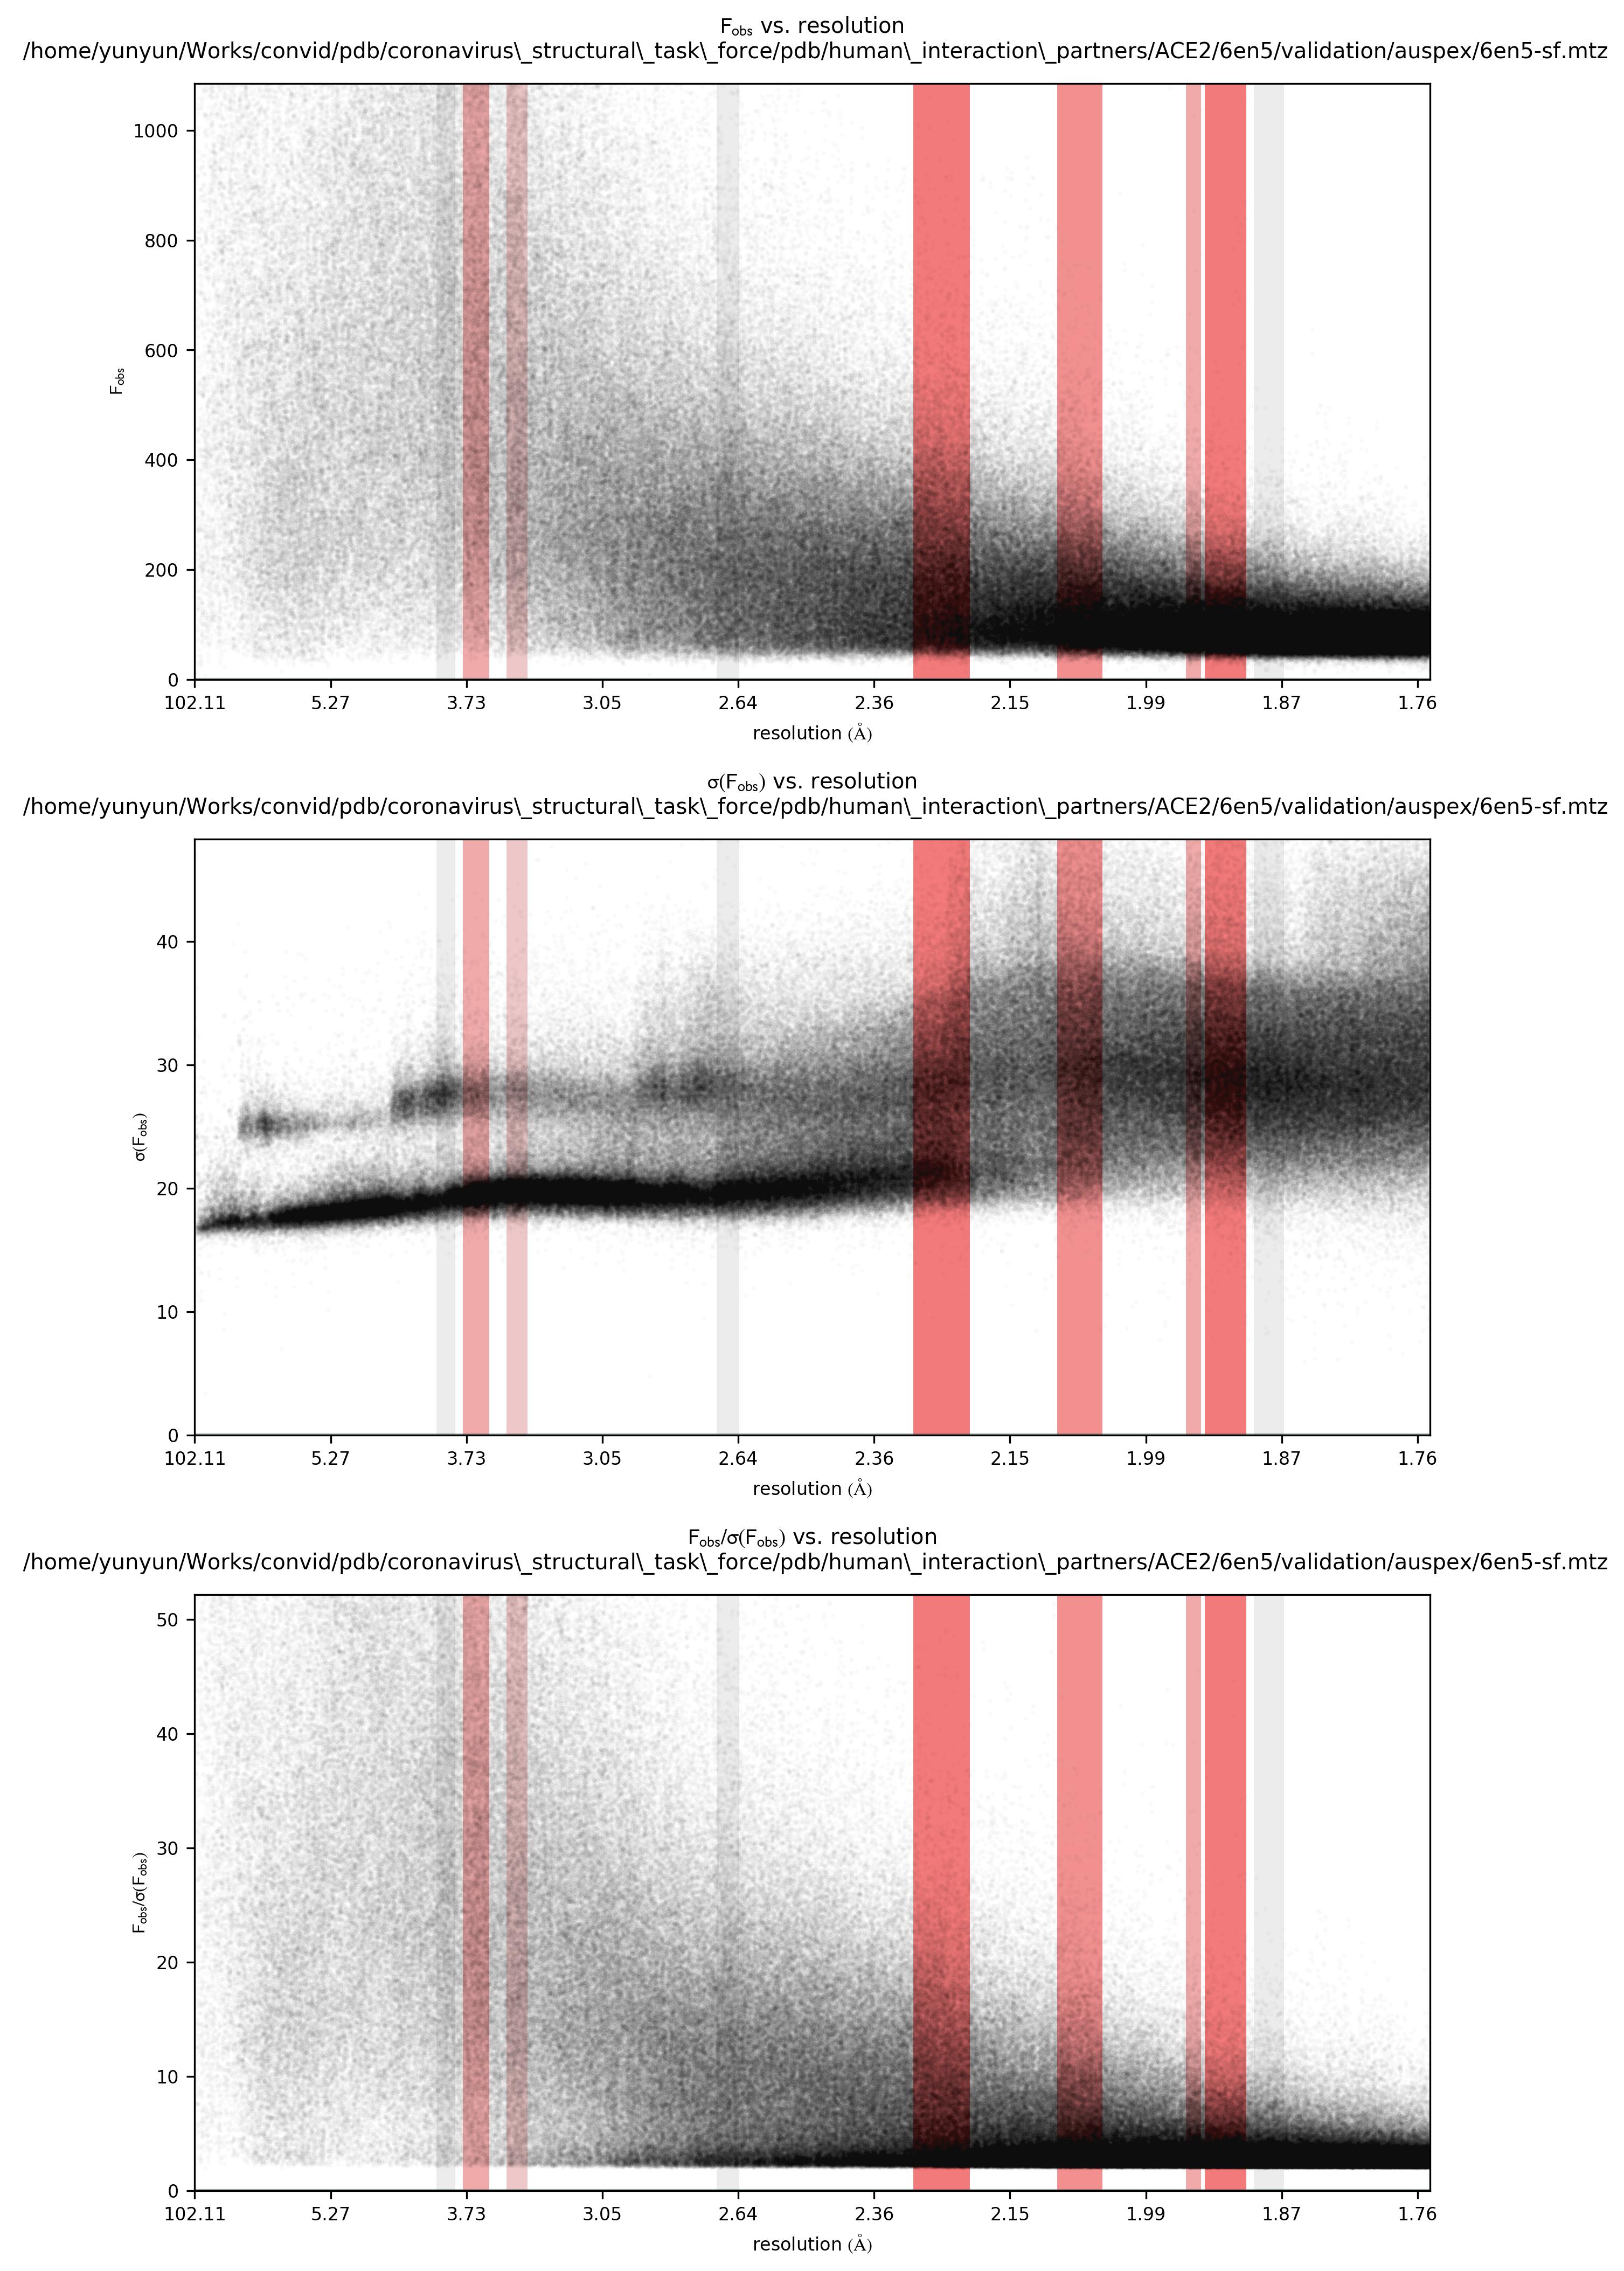 Fobs vs. resolution
/home/yunyun/Works/convid/pdb/coronavirus\_structural\_task\_force/pdb/human\_interaction\_partners/ACE2/6en5/validation/auspex/6en5-sf.mtz
1000
800
600
400
200
0
Fobs
102.11 5.27 3.73 3.05 2.64 2.36 2.15 1.99 1.87 1.76
resolution (Å)
σ(Fobs) vs. resolution
/home/yunyun/Works/convid/pdb/coronavirus\_structural\_task\_force/pdb/human\_interaction\_partners/ACE2/6en5/validation/auspex/6en5-sf.mtz
40
30
20
10
0
σ(Fobs)
102.11 5.27 3.73 3.05 2.64 2.36 2.15 1.99 1.87 1.76
resolution (Å)
Fobs/σ(Fobs) vs. resolution
/home/yunyun/Works/convid/pdb/coronavirus\_structural\_task\_force/pdb/human\_interaction\_partners/ACE2/6en5/validation/auspex/6en5-sf.mtz
50
40
30
20
10
0
Fobs/σ(Fobs)
102.11 5.27 3.73 3.05 2.64 2.36 2.15 1.99 1.87 1.76
resolution (Å)